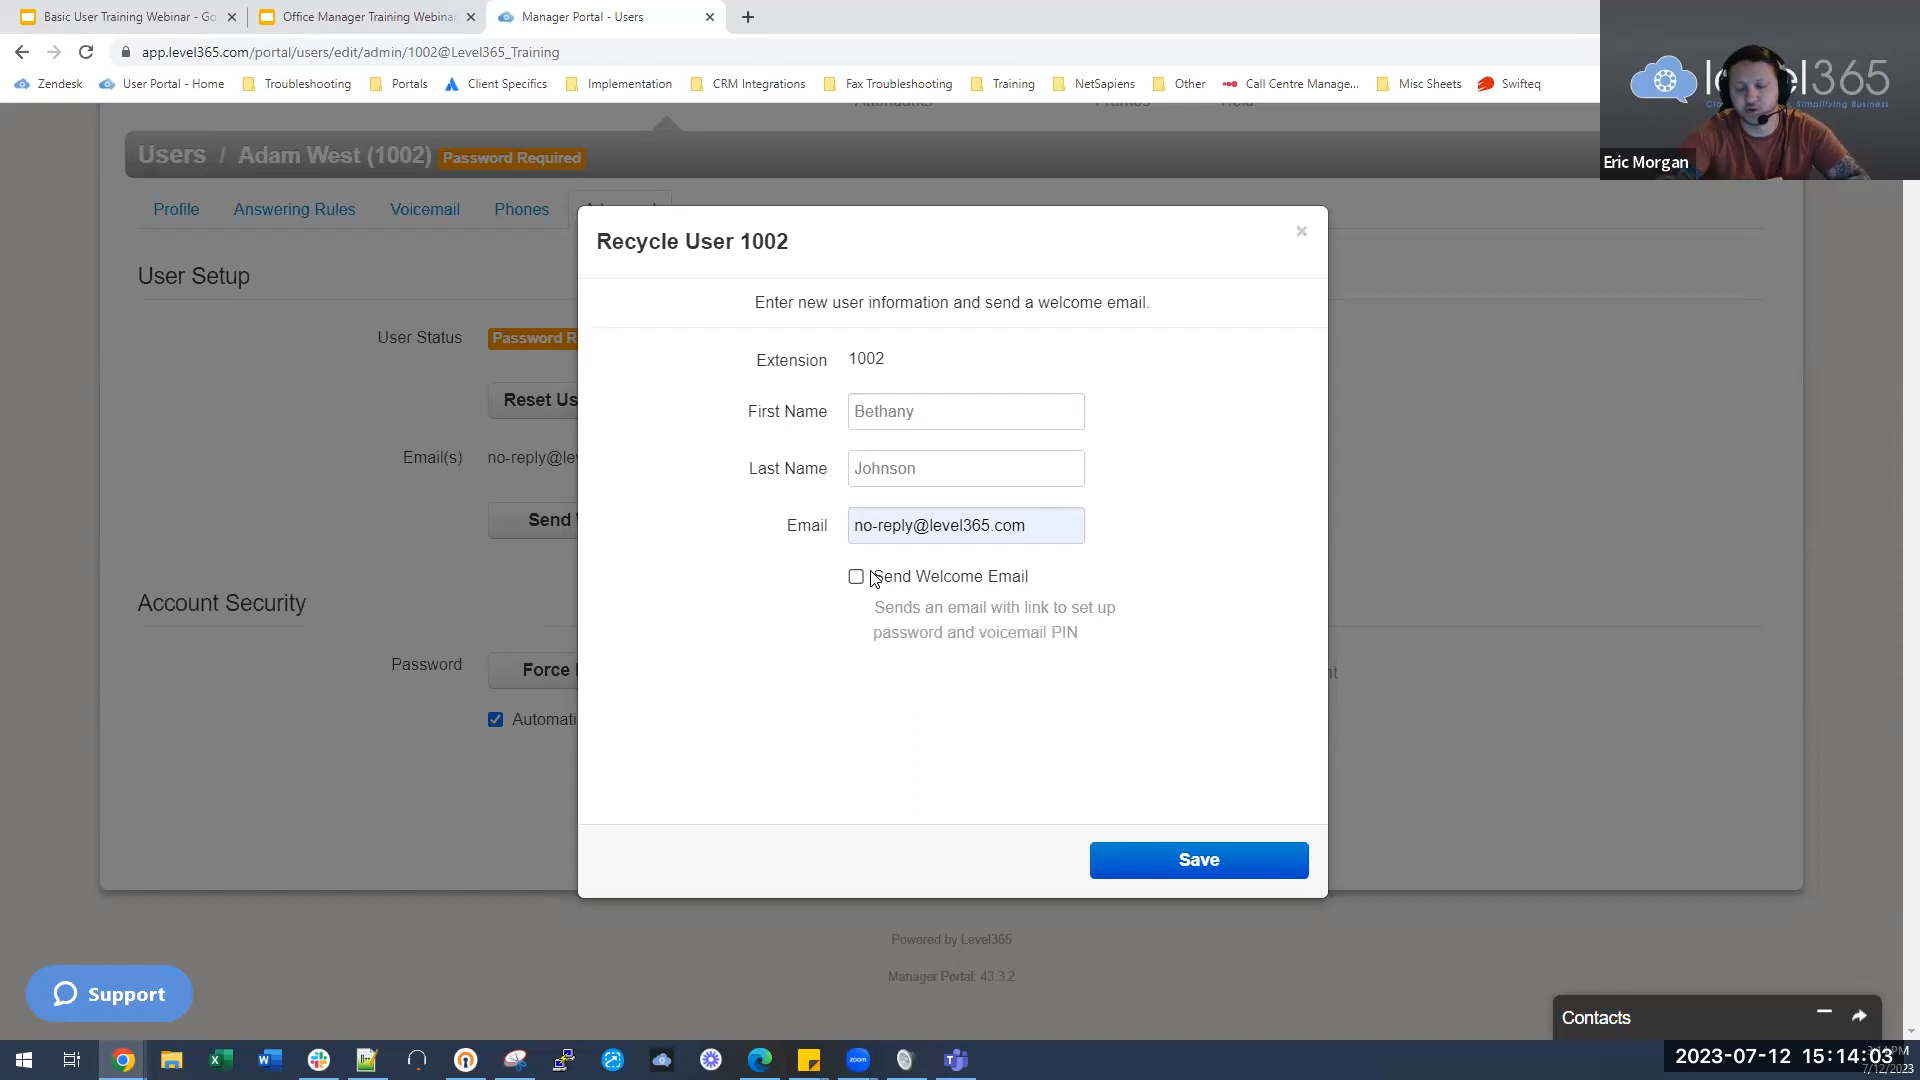 Basic User Training Webinar - Go
Office Manager Training Webinar
Manager Portal - Users
app.level365.com/portal/users/edit/admin/1002@Level365_Training
Zendesk
User Portal - Home
Troubleshooting
Portals
Client Specifics
Implementation
CRM Integrations
Fax Troubleshooting
Training
NetSapiens
Other
Call Centre Manage...
Misc Sheets
Swifteq
Eric Morgan
Users / Adam West (1002) Password Required
Profile
Answering Rules
Voicemail
Phones
User Setup
User Status
Password R
Reset Us
Email(s)
no-reply@lev
Send
Account Security
Password
Force
Automati
Recycle User 1002
×
Enter new user information and send a welcome email.
Extension 1002
First Name Bethany
Last Name Johnson
Email no-reply@level365.com
Send Welcome Email
Sends an email with link to set up
password and voicemail PIN
Save
Powered by Level365
Manager Portal: 43.3.2
Support
Contacts
2023-07-12 15:14:03
7/12/2023